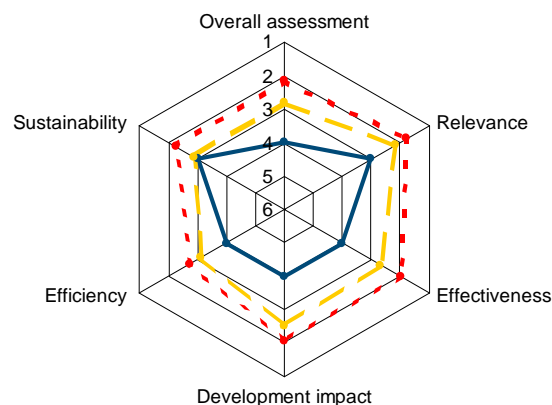 Overall assessment
1
2
Sustainability
Relevance
3
4
5
6
Efficiency
Effectiveness
Development impact